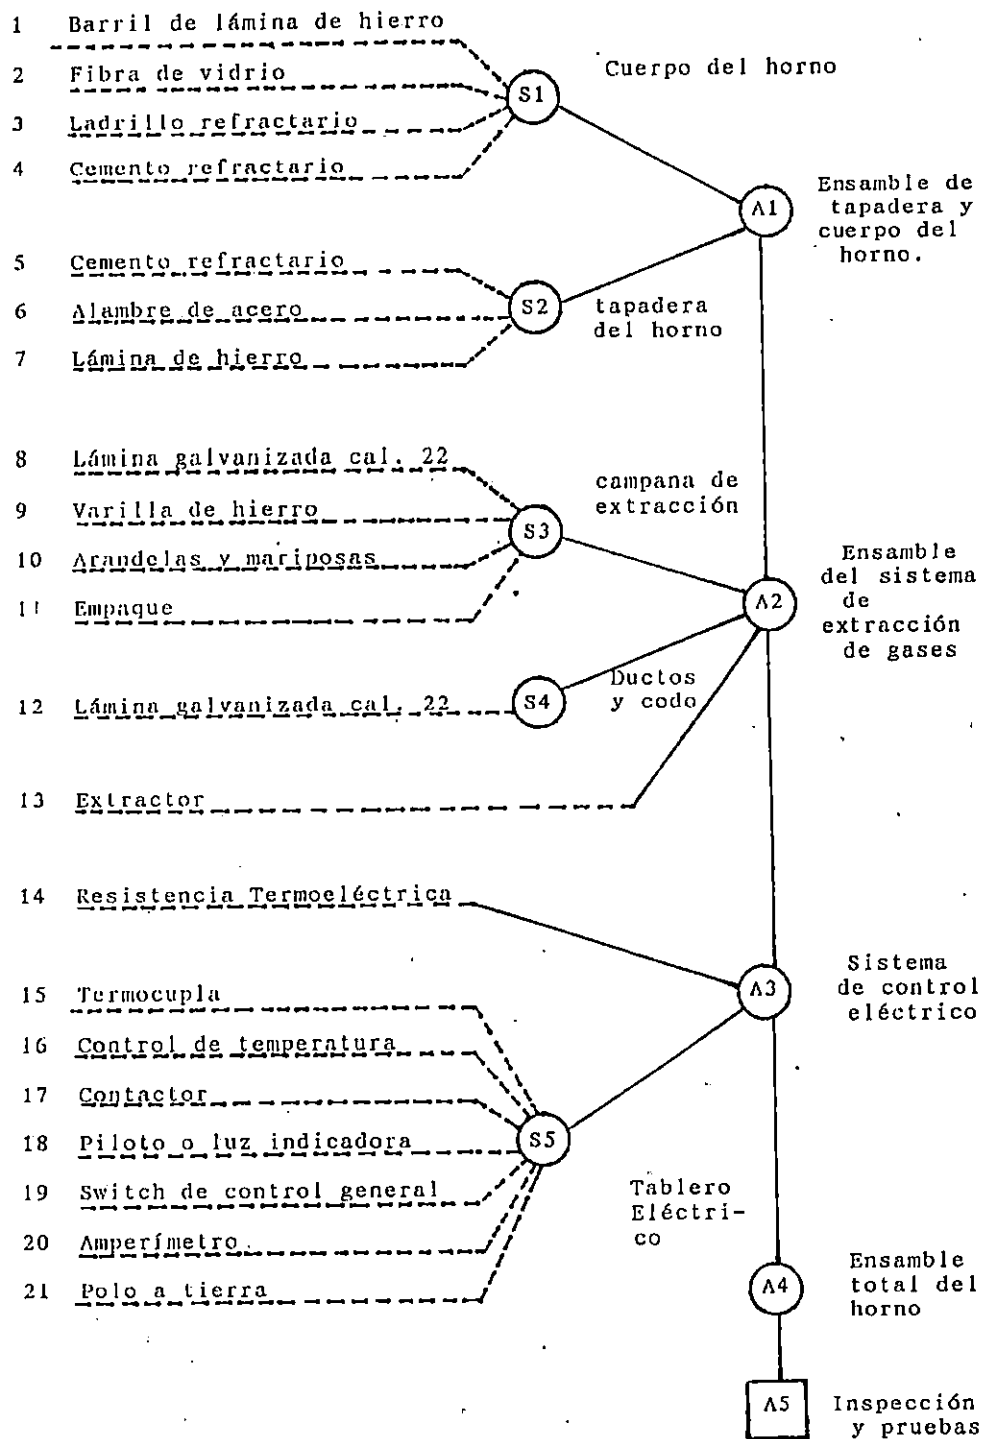 1 Barril de lámina de hierro
2 Fibra de vidrio
3 Ladrillo refractario
4 Cemento refractario
S1
Cuerpo del horno
A1
Ensamble de
tapadera y
cuerpo del
horno.
5 Cemento refractario
6 Alambre de acero
7 Lámina de hierro
S2
tapadera
del horno
8 Lámina galvanizada cal. 22
9 Varilla de hierro
10 Arandelas y mariposas
11 Empaque
S3
campana de
extracción
A2
Ensamble
del sistema
de
extracción
de gases
12 Lámina galvanizada cal. 22
S4
Ductos
y codo
13 Extractor
14 Resistencia Termoeléctrica
A3
Sistema
de control
eléctrico
15 Termocupla
16 Control de temperatura
17 Contactor
18 Piloto o luz indicadora
19 Switch de control general
20 Amperímetro.
21 Polo a tierra
S5
Tablero
Eléctri-
co
A4
Ensamble
total del
horno
A5
Inspección
y pruebas